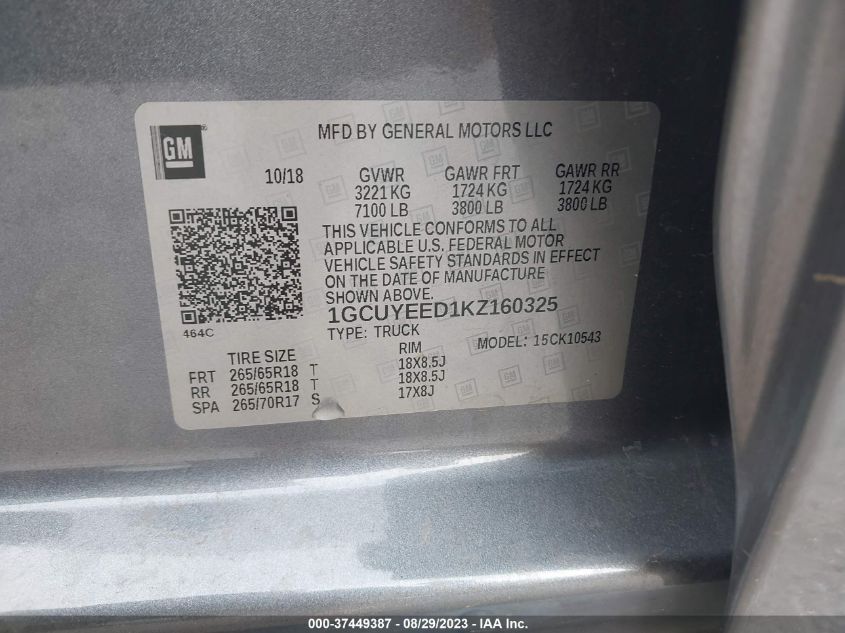 GM
MFD BY GENERAL MOTORS LLC
10/18 GVWR GAWR FRT GAWR RR
3221 KG 1724 KG 1724 KG
7100 LB 3800 LB 3800 LB
THIS VEHICLE CONFORMS TO ALL
APPLICABLE U.S. FEDERAL MOTOR
VEHICLE SAFETY STANDARDS IN EFFECT
ON THE DATE OF MANUFACTURE
SHOWN ABOVE.
1GCUYEED1KZ160325
464C
TYPE: TRUCK MODEL: 15CK10543
TIRE SIZE RIM
FRT 265/65R18 T 18X8.5J
RR 265/65R18 T 18X8.5J
SPA 265/70R17 S 17X8J
000-37449387 - 08/29/2023 - IAAI.com